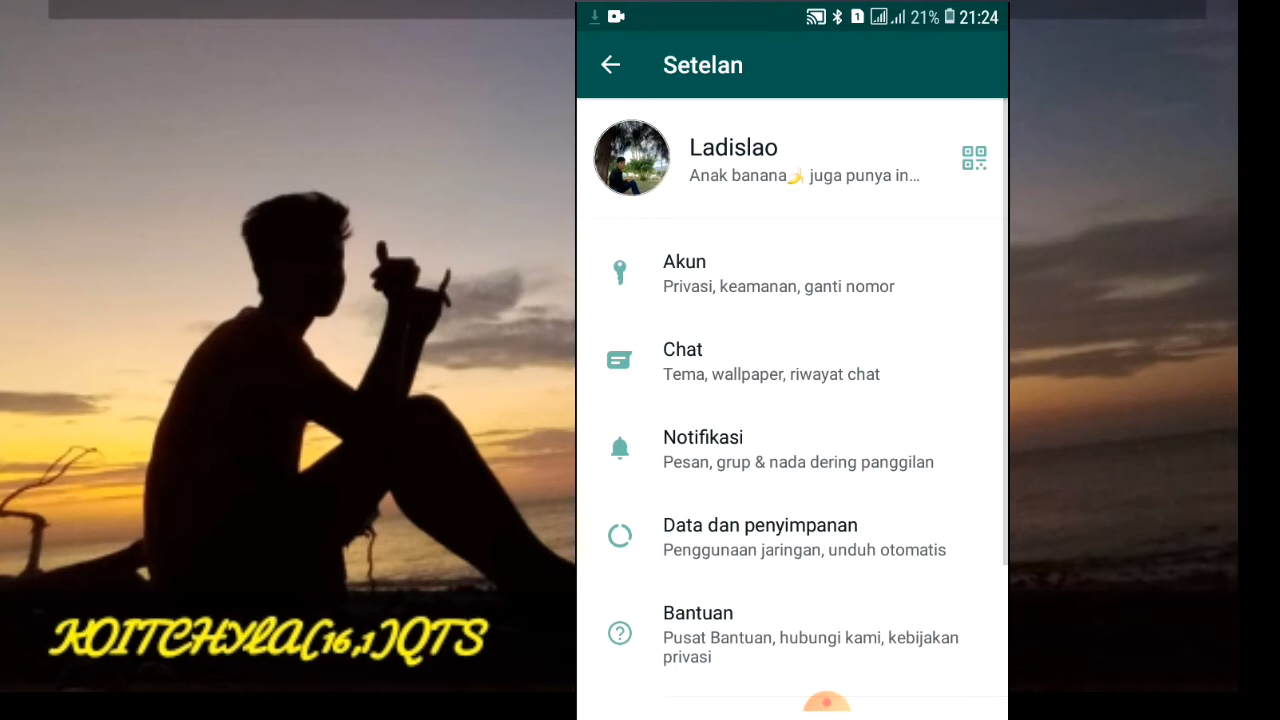 21% 21:24
Setelan
Ladislao
Anak banana🍌 juga punya in...
Akun
Privasi, keamanan, ganti nomor
Chat
Tema, wallpaper, riwayat chat
Notifikasi
Pesan, grup & nada dering panggilan
Data dan penyimpanan
Penggunaan jaringan, unduh otomatis
Bantuan
Pusat Bantuan, hubungi kami, kebijakan
privasi
KOITCHYLA(16,1)QTS